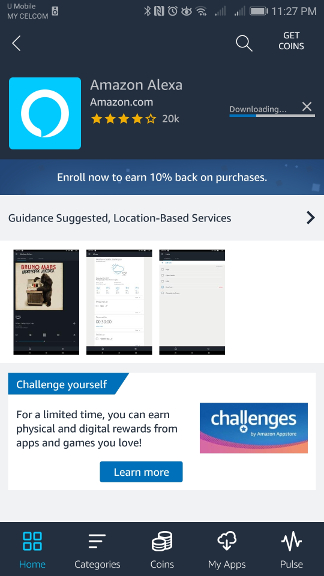 U Mobile
MY CELCOM
11:27 PM
GET
COINS
Amazon Alexa
Amazon.com
20k
Downloading...
Enroll now to earn 10% back on purchases.
Guidance Suggested, Location-Based Services
BRUNO MARS
Challenge yourself
For a limited time, you can earn
physical and digital rewards from
apps and games you love!
challenges
by Amazon Appstore
Learn more
Home
Categories
Coins
My Apps
Pulse